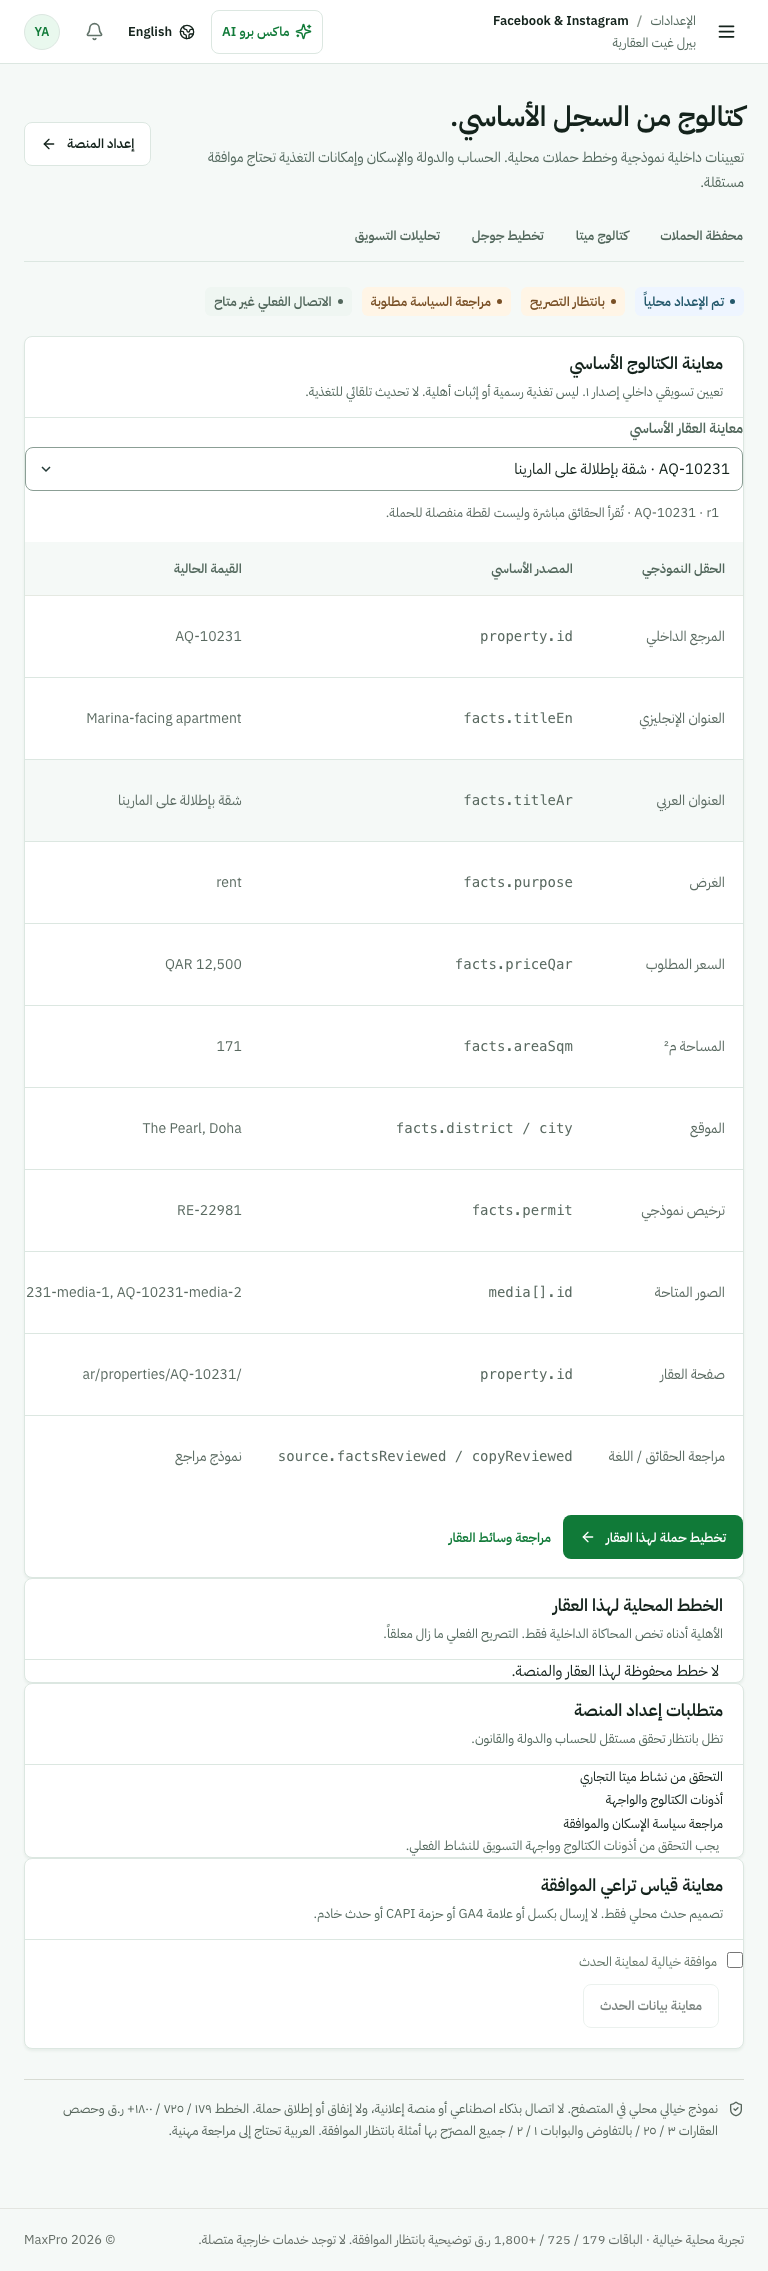 الإعدادات / Facebook & Instagram
بيرل غيت العقارية
ماكس برو AI
English
YA
كتالوج من السجل الأساسي.
تعيينات داخلية نموذجية وخطط حملات محلية. الحساب والدولة والإسكان وإمكانات التغذية تحتاج موافقة
مستقلة.
إعداد المنصة
محفظة الحملات
كتالوج ميتا
تخطيط جوجل
تحليلات التسويق
تم الإعداد محلياً
بانتظار التصريح
مراجعة السياسة مطلوبة
الاتصال الفعلي غير متاح
معاينة الكتالوج الأساسي
تعيين تسويقي داخلي إصدار ١. ليس تغذية رسمية أو إثبات أهلية. لا تحديث تلقائي للتغذية.
معاينة العقار الأساسي
AQ-10231 · شقة بإطلالة على المارينا
AQ-10231 · r1 · تُقرأ الحقائق مباشرة وليست لقطة منفصلة للحملة.
الحقل النموذجي
المصدر الأساسي
القيمة الحالية
المرجع الداخلي
property.id
AQ-10231
العنوان الإنجليزي
facts.titleEn
Marina-facing apartment
العنوان العربي
facts.titleAr
شقة بإطلالة على المارينا
الغرض
facts.purpose
rent
السعر المطلوب
facts.priceQar
QAR 12,500
المساحة م²
facts.areaSqm
171
الموقع
facts.district / city
The Pearl, Doha
ترخيص نموذجي
facts.permit
RE-22981
الصور المتاحة
media[].id
231-media-1, AQ-10231-media-2
صفحة العقار
property.id
ar/properties/AQ-10231/
مراجعة الحقائق / اللغة
source.factsReviewed / copyReviewed
نموذج مراجع
تخطيط حملة لهذا العقار
مراجعة وسائط العقار
الخطط المحلية لهذا العقار
الأهلية أدناه تخص المحاكاة الداخلية فقط. التصريح الفعلي ما زال معلقاً.
لا خطط محفوظة لهذا العقار والمنصة.
متطلبات إعداد المنصة
تظل بانتظار تحقق مستقل للحساب والدولة والقانون.
التحقق من نشاط ميتا التجاري
أذونات الكتالوج والواجهة
مراجعة سياسة الإسكان والموافقة
يجب التحقق من أذونات الكتالوج وواجهة التسويق للنشاط الفعلي.
معاينة قياس تراعي الموافقة
تصميم حدث محلي فقط. لا إرسال بكسل أو علامة GA4 أو حزمة CAPI أو حدث خادم.
موافقة خيالية لمعاينة الحدث
معاينة بيانات الحدث
نموذج خيالي محلي في المتصفح. لا اتصال بذكاء اصطناعي أو منصة إعلانية، ولا إنفاق أو إطلاق حملة. الخطط ١٧٩ / ٧٢٥ / ١٨٠٠+ ر.ق وحصص
العقارات ٣ / ٢٥ / بالتفاوض والبوابات ١ / ٢ / جميع المصرّح بها أمثلة بانتظار الموافقة. العربية تحتاج إلى مراجعة مهنية.
تجربة محلية خيالية · الباقات 179 / 725 / 1,800+ ر.ق توضيحية بانتظار الموافقة. لا توجد خدمات خارجية متصلة.
© 2026 MaxPro